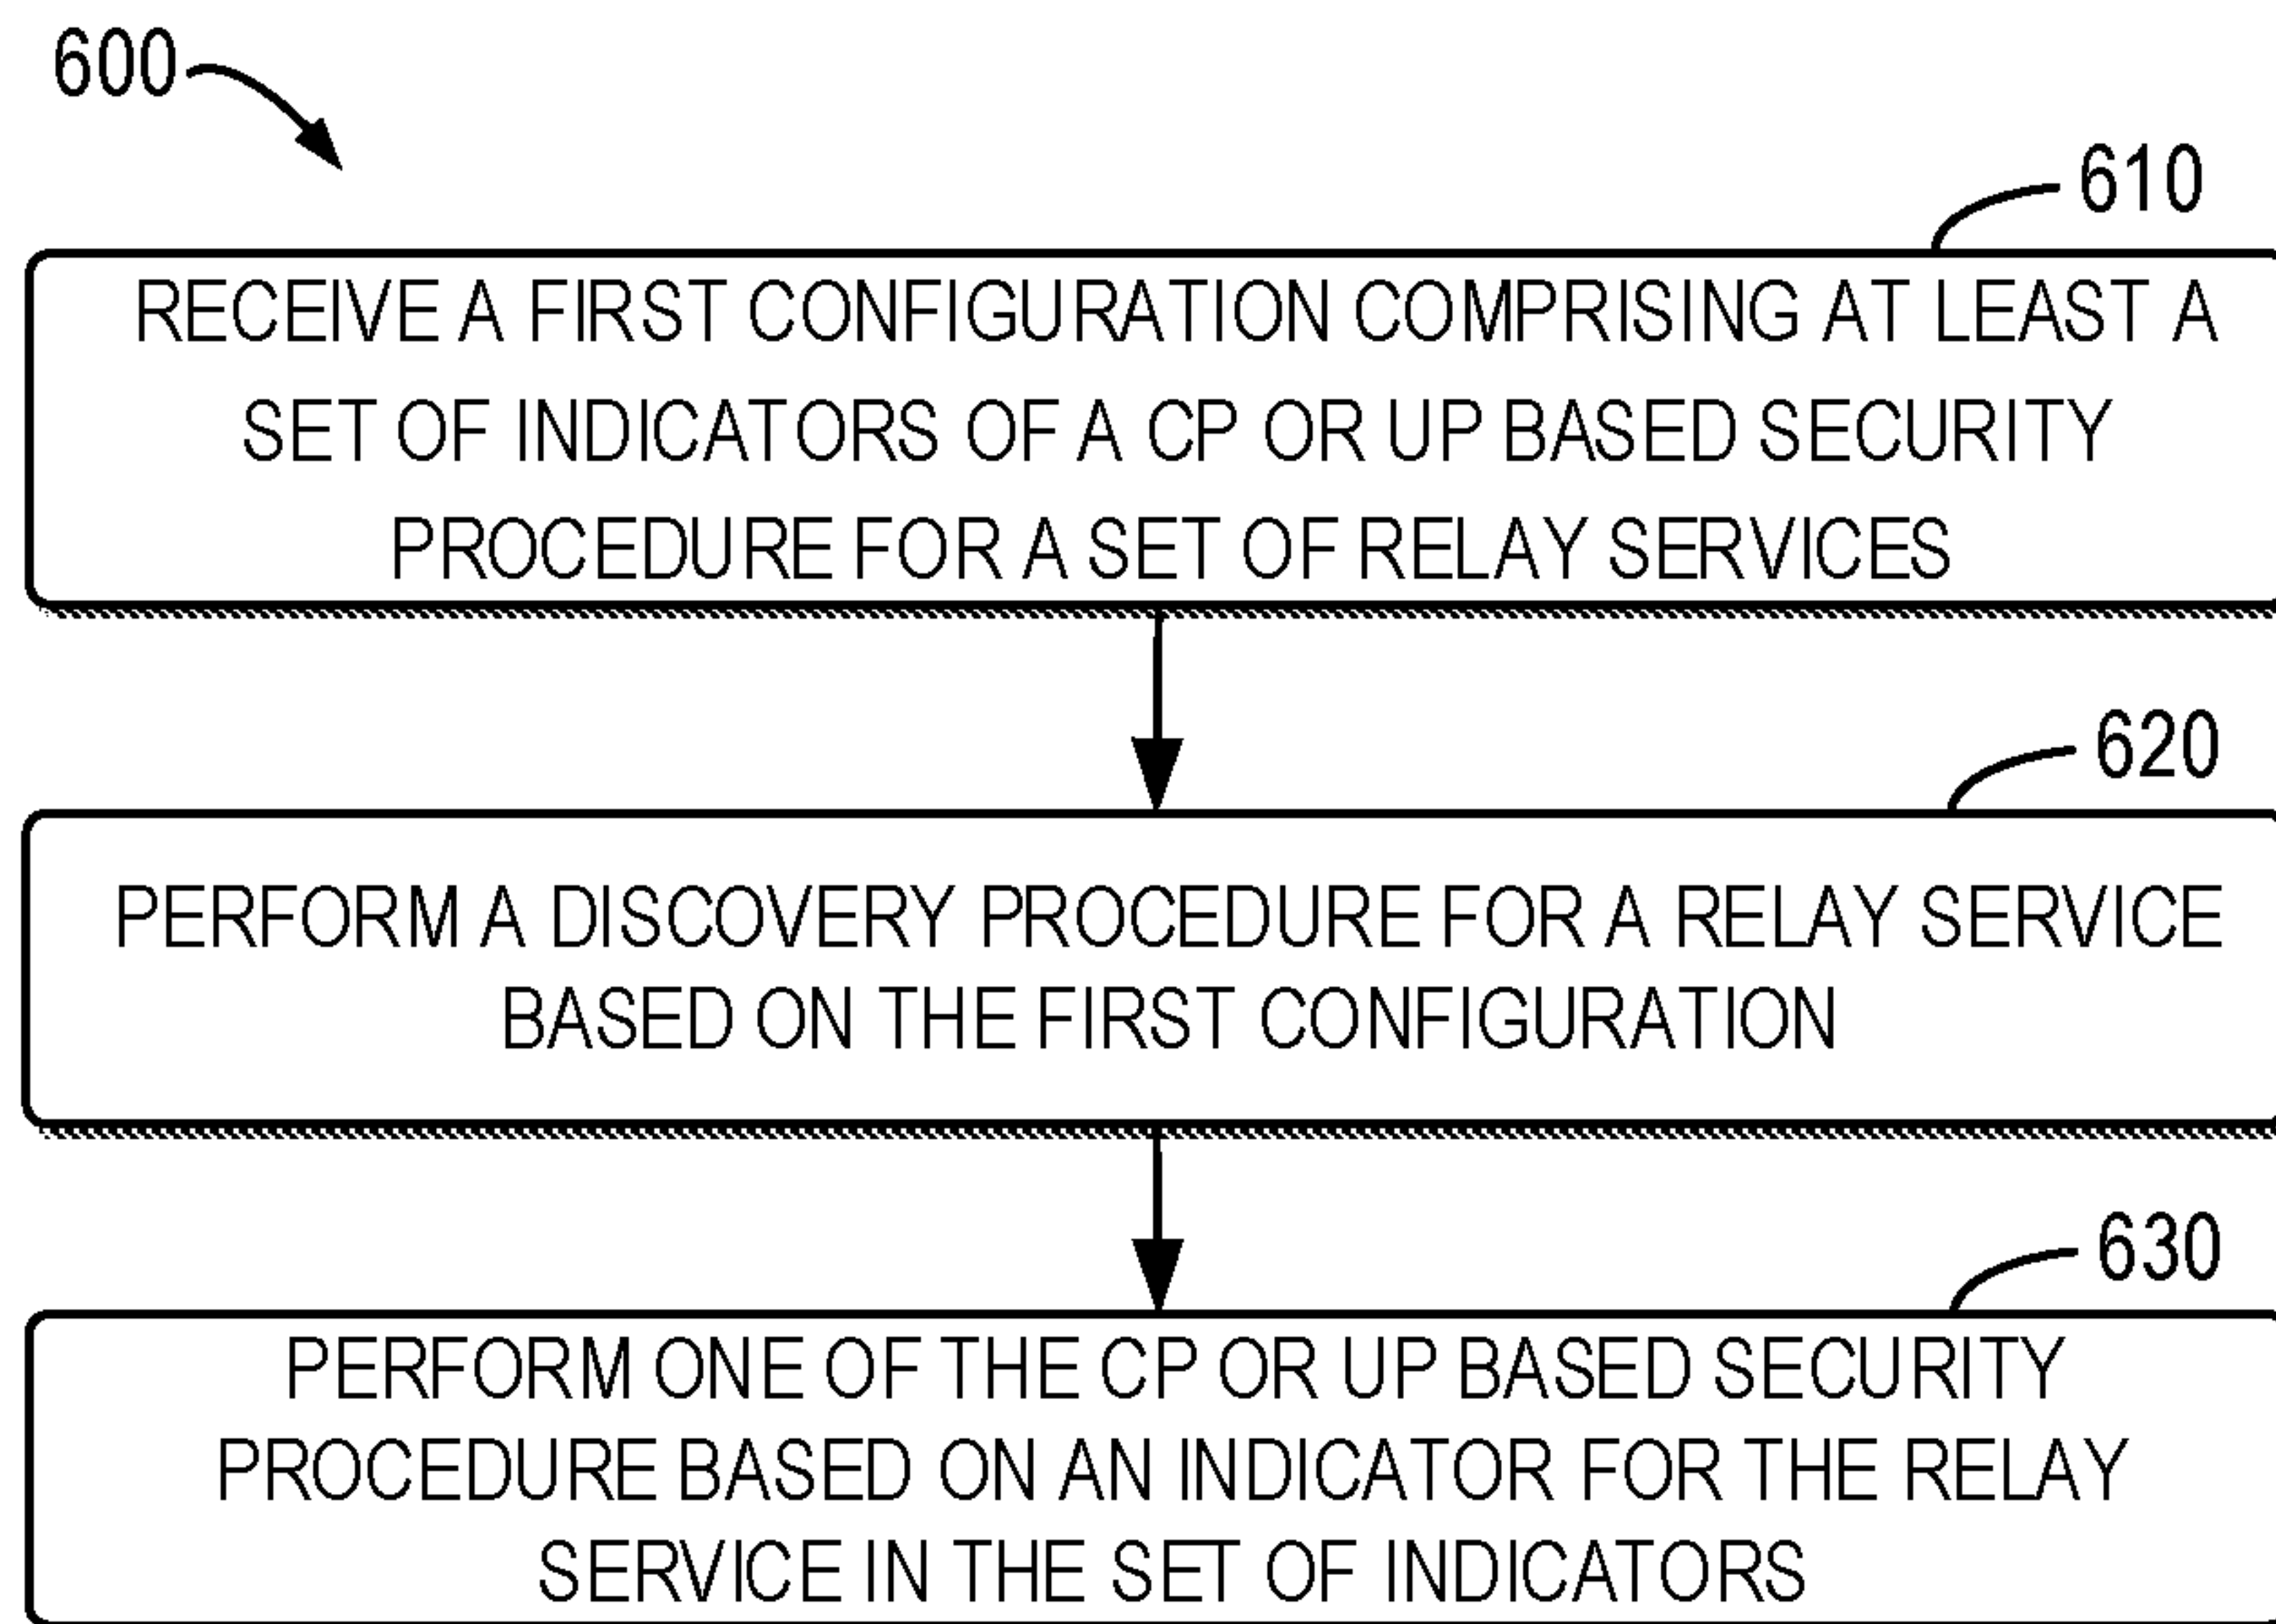 600
610
RECEIVE A FIRST CONFIGURATION COMPRISING AT LEAST A
SET OF INDICATORS OF A CP OR UP BASED SECURITY
PROCEDURE FOR A SET OF RELAY SERVICES
620
PERFORM A DISCOVERY PROCEDURE FOR A RELAY SERVICE
BASED ON THE FIRST CONFIGURATION
630
PERFORM ONE OF THE CP OR UP BASED SECURITY
PROCEDURE BASED ON AN INDICATOR FOR THE RELAY
SERVICE IN THE SET OF INDICATORS